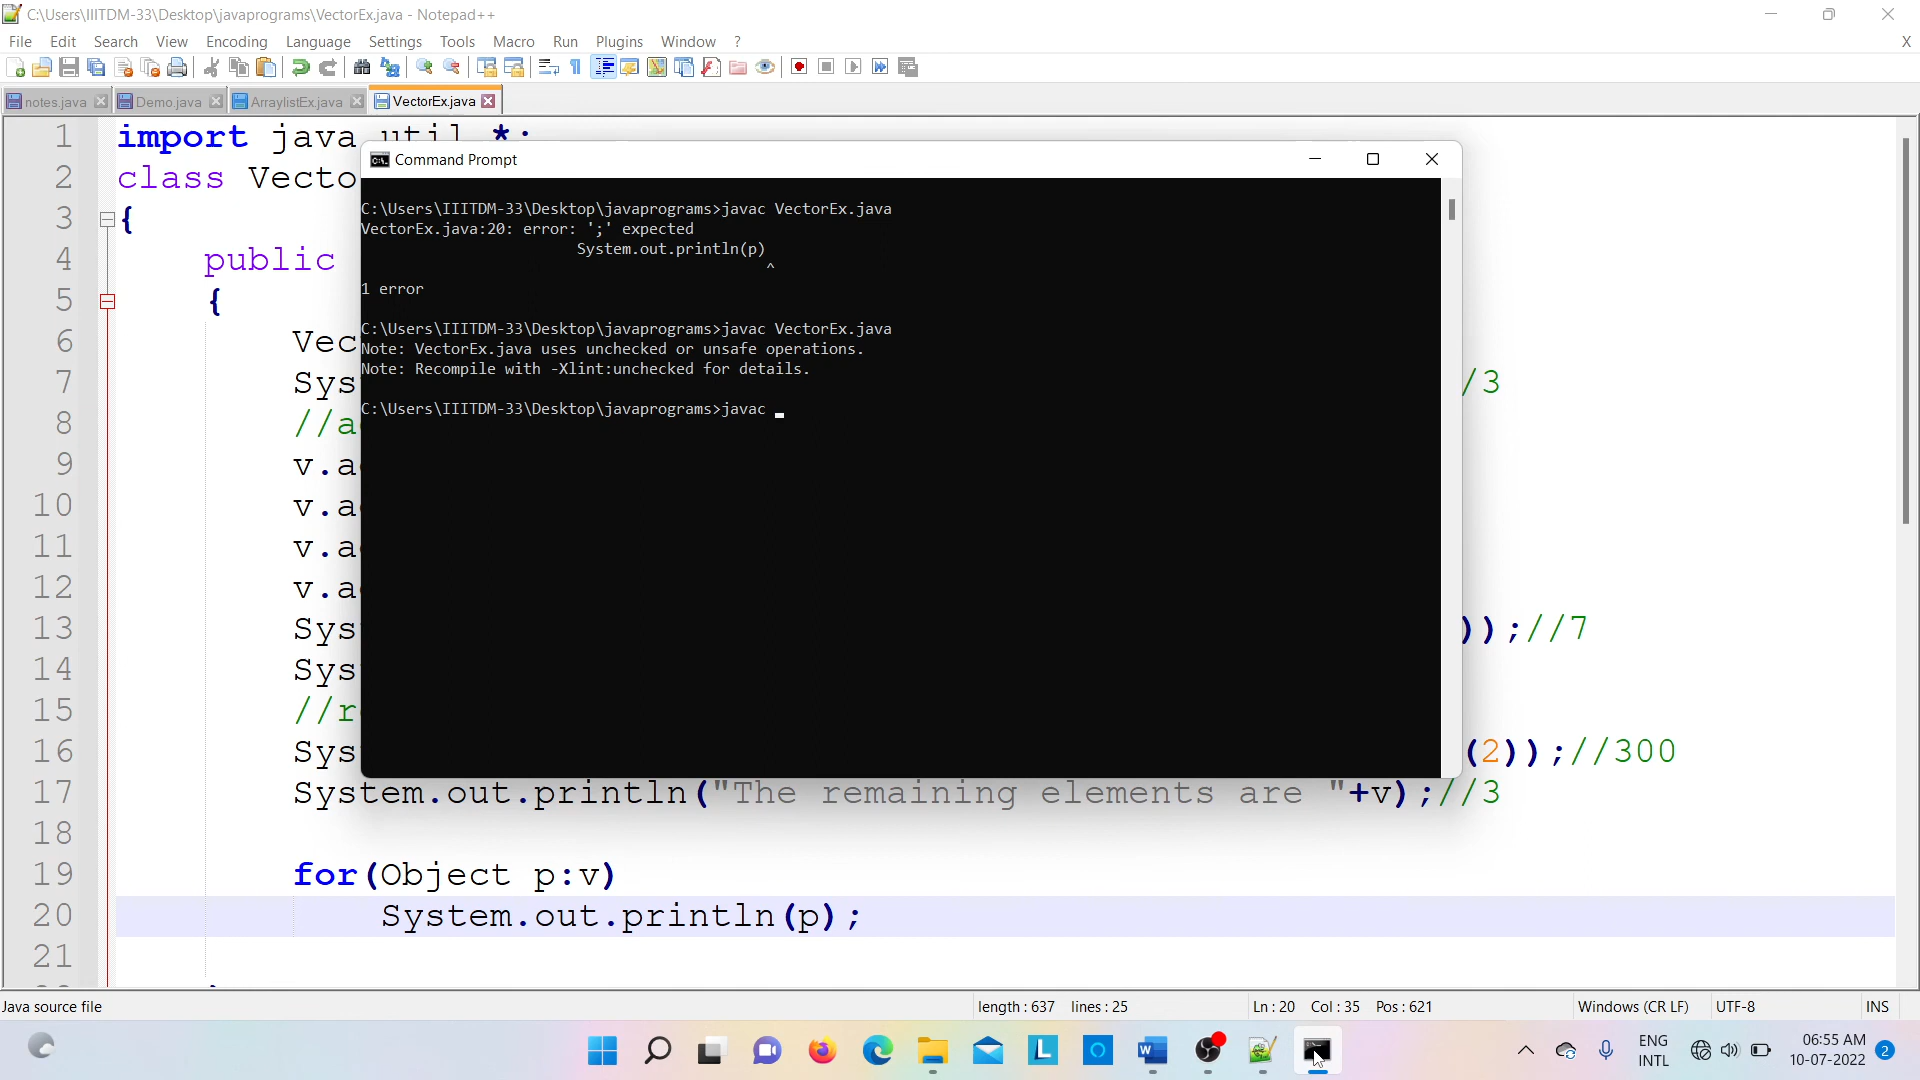 C:\Users\IIITDM-33\Desktop\javaprograms\VectorEx.java - Notepad++
File Edit Search View Encoding Language Settings Tools Macro Run Plugins Window ? X
notes.java Demo.java ArraylistEx.java VectorEx.java
1 import java.util.*;
2 class Vecto
3 {
4 public
5 {
6 Vec
7 Sys /3
8 //a
9 v.a
10 v.a
11 v.a
12 v.a
13 Sys ));//7
14 Sys
15 //r
16 Sys (2));//300
17 System.out.println("The remaining elements are "+v);//3
18
19 for(Object p:v)
20 System.out.println(p);
21
Command Prompt
C:\Users\IIITDM-33\Desktop\javaprograms>javac VectorEx.java
VectorEx.java:20: error: ';' expected
System.out.println(p)
^
1 error
C:\Users\IIITDM-33\Desktop\javaprograms>javac VectorEx.java
Note: VectorEx.java uses unchecked or unsafe operations.
Note: Recompile with -Xlint:unchecked for details.
C:\Users\IIITDM-33\Desktop\javaprograms>javac _
Java source file length : 637 lines : 25 Ln : 20 Col : 35 Pos : 621 Windows (CR LF) UTF-8 INS
ENG 06:55 AM
INTL 10-07-2022 2